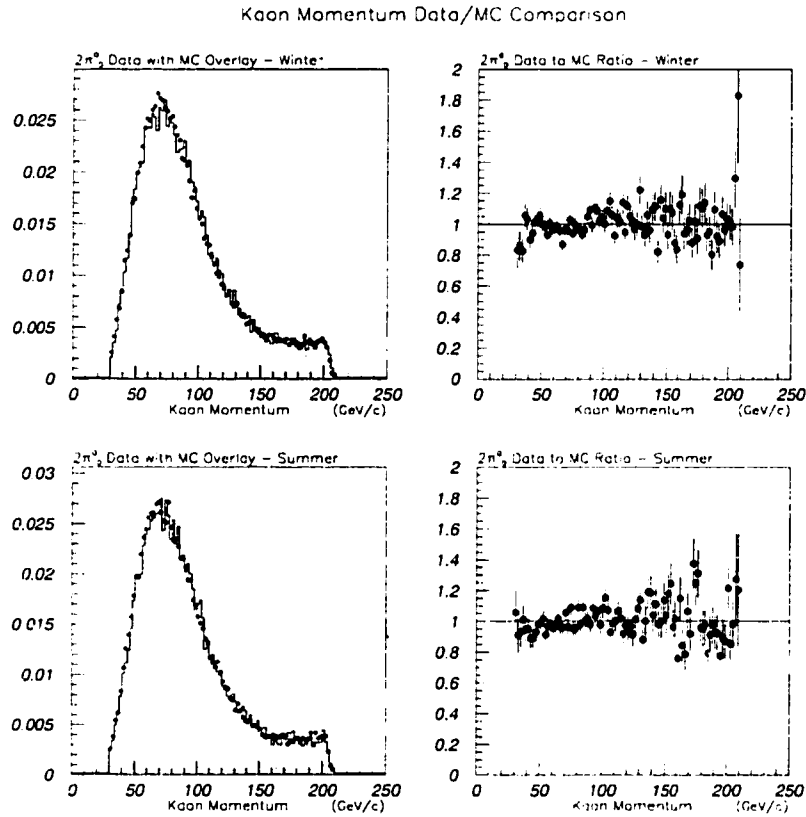 Kaon Momentum Data/MC Comparison
2π⁰₀ Data with MC Overlay – Winter
0.025
0.02
0.015
0.01
0.005
0
0 50 100 150 200 250
Kaon Momentum (GeV/c)
2π⁰₀ Data to MC Ratio – Winter
2
1.8
1.6
1.4
1.2
1
0.8
0.6
0.4
0.2
0
0 50 100 150 200 250
Kaon Momentum (GeV/c)
2π⁰₀ Data with MC Overlay – Summer
0.03
0.025
0.02
0.015
0.01
0.005
0
0 50 100 150 200 250
Kaon Momentum (GeV/c)
2π⁰₀ Data to MC Ratio – Summer
2
1.8
1.6
1.4
1.2
1
0.8
0.6
0.4
0.2
0
0 50 100 150 200 250
Kaon Momentum (GeV/c)